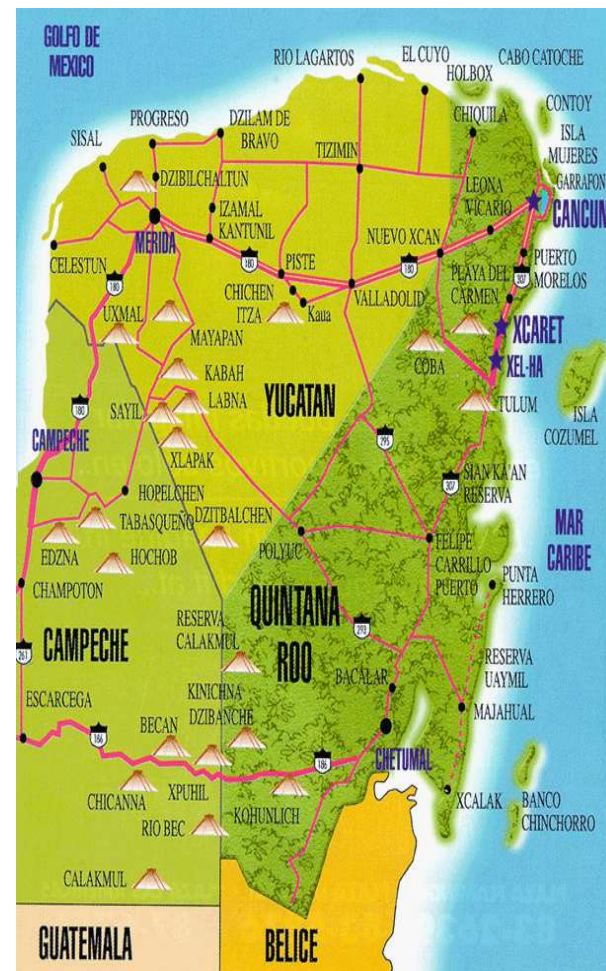 GOLFO DE
MEXICO
RIO LAGARTOS
EL CUYO
HOLBOX
CABO CATOCHE
CONTOY
ISLA
MUJERES
GARRAFON
CHIQUILA
DZILAM DE
BRAVO
PROGRESO
SISAL
TIZIMIN
DZIBILCHALTUN
LEONA
VICARIO
CANCUN
IZAMAL
KANTUNIL
MERIDA
NUEVO XCAN
PISTE
180
180
CELESTUN
PUERTO
MORELOS
307
PLAYA DEL
CARMEN
VALLADOLID
CHICHEN
ITZA
Kaua
180
UXMAL
MAYAPAN
XCARET
COBA
XEL-HA
KABAH
YUCATAN
LABNA
SAYIL
180
TULUM
ISLA
COZUMEL
CAMPECHE
XLAPAK
295
SIAN KA'AN
RESERVA
307
HOPELCHEN
TABASQUEÑO
DZITBALCHEN
MAR
CARIBE
EDZNA
HOCHOB
POLYUC
FELIPE
CARRILLO
PUERTO
PUNTA
HERRERO
CHAMPOTON
QUINTANA
ROO
RESERVA
CALAKMUL
293
CAMPECHE
261
RESERVA
UAYMIL
KINICHNA
DZIBANCHE
BACALAR
ESCARCEGA
MAJAHUAL
BECAN
186
186
CHETUMAL
CHICANNA
XPUHIL
KOHUNLICH
XCALAK
BANCO
CHINCHORRO
RIO BEC
CALAKMUL
GUATEMALA
BELICE